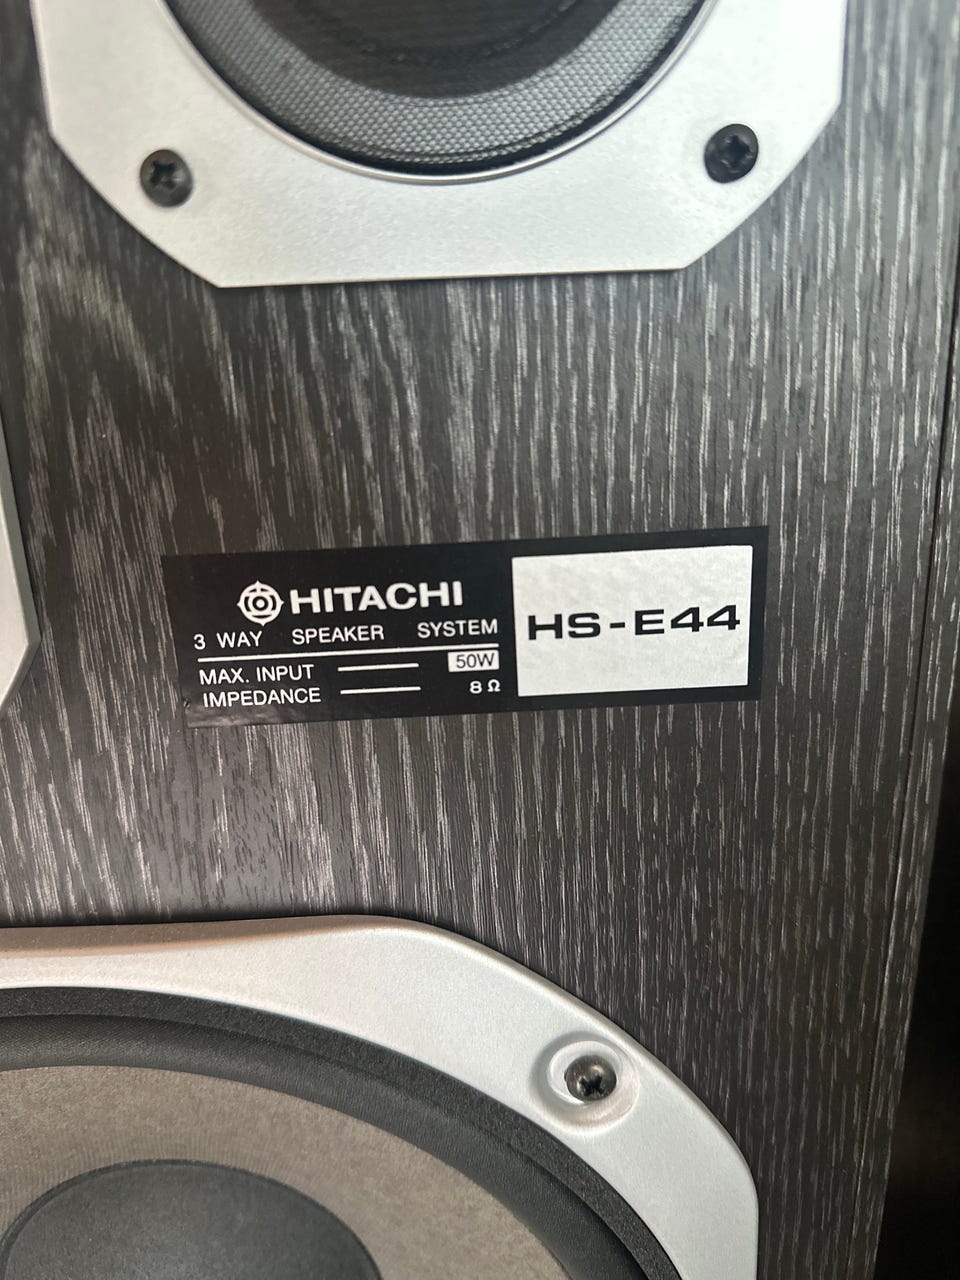 HITACHI
3 WAY SPEAKER SYSTEM
MAX. INPUT 50W
IMPEDANCE 8 Ω
HS-E44